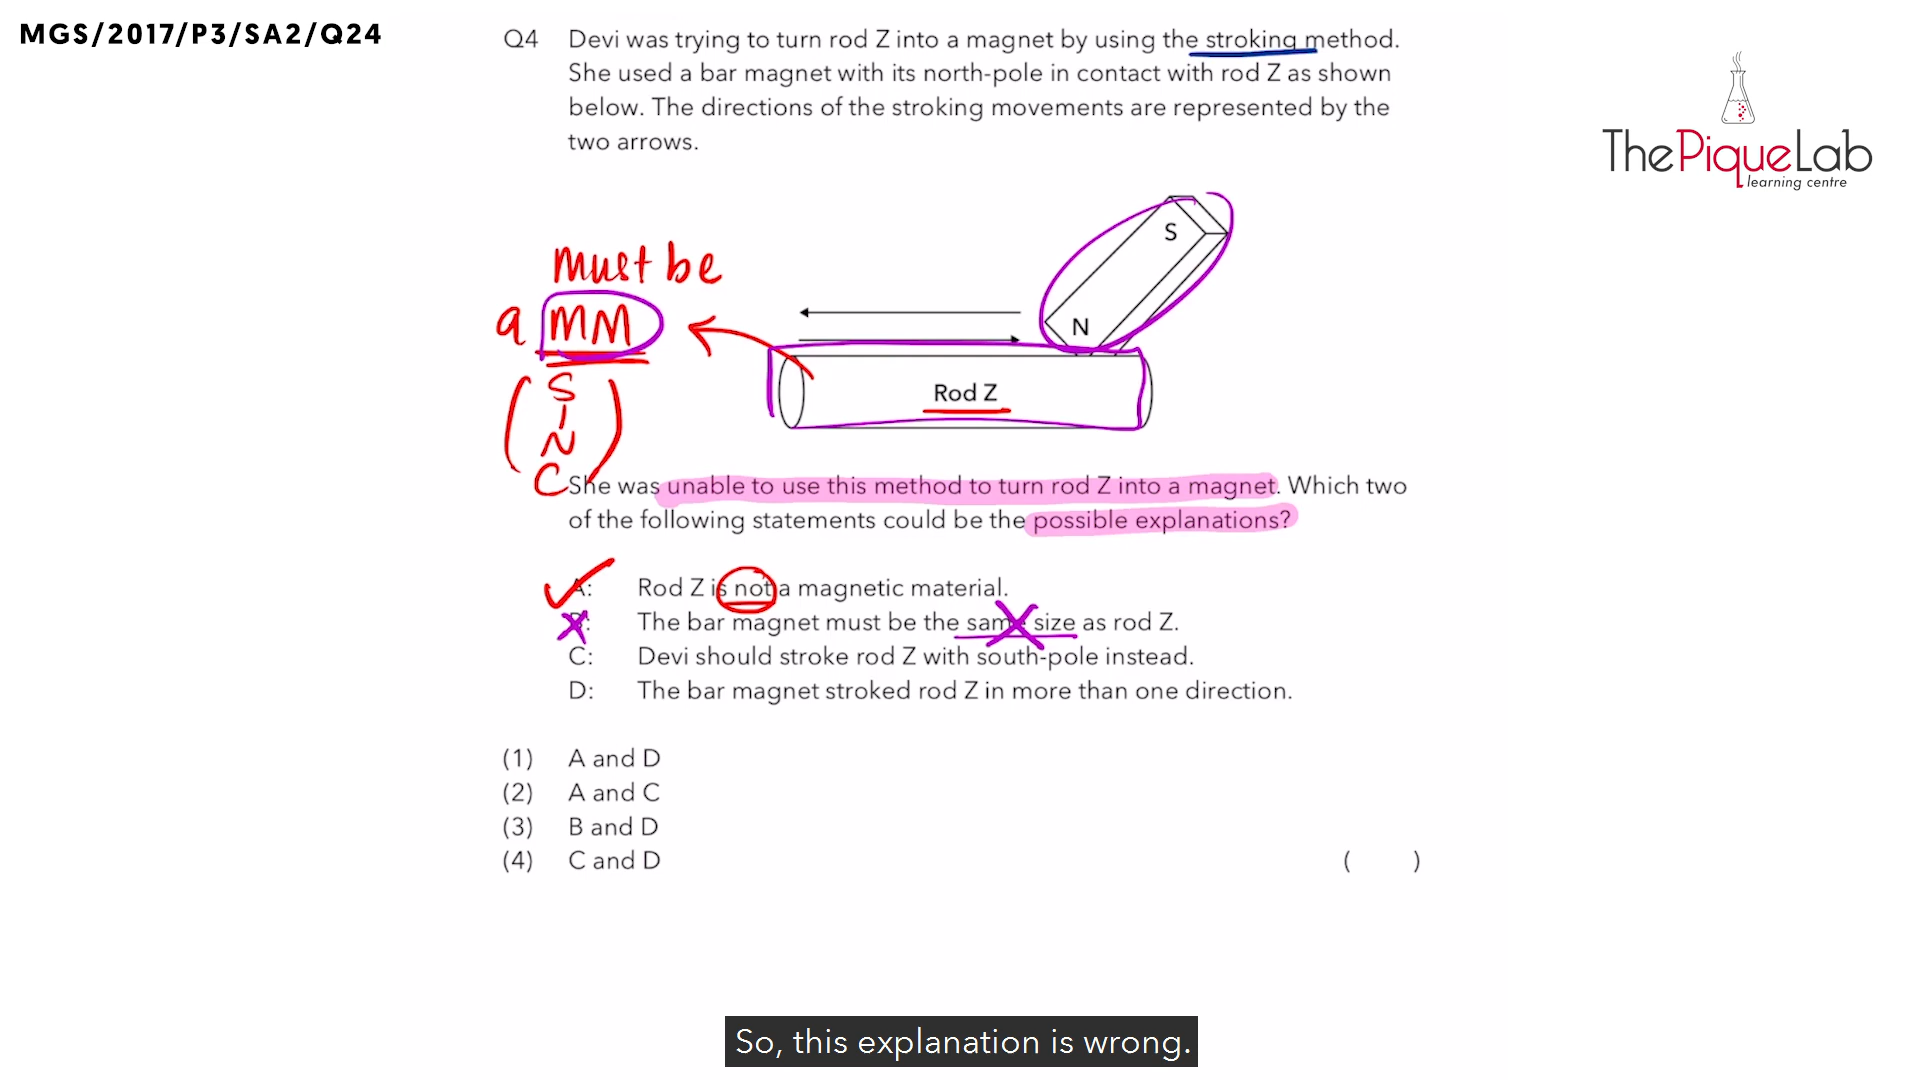 MGS/2017/P3/SA2/Q24
Q4 Devi was trying to turn rod Z into a magnet by using the stroking method.
She used a bar magnet with its north-pole in contact with rod Z as shown
below. The directions of the stroking movements are represented by the
two arrows.
ThePiqueLab
learning centre
S
N
Must be
a MM
(S
I
N
C)
Rod Z
She was unable to use this method to turn rod Z into a magnet. Which two
of the following statements could be the possible explanations?
A: Rod Z is not a magnetic material.
B: The bar magnet must be the same size as rod Z.
C: Devi should stroke rod Z with south-pole instead.
D: The bar magnet stroked rod Z in more than one direction.
(1) A and D
(2) A and C
(3) B and D
(4) C and D
( )
So, this explanation is wrong.